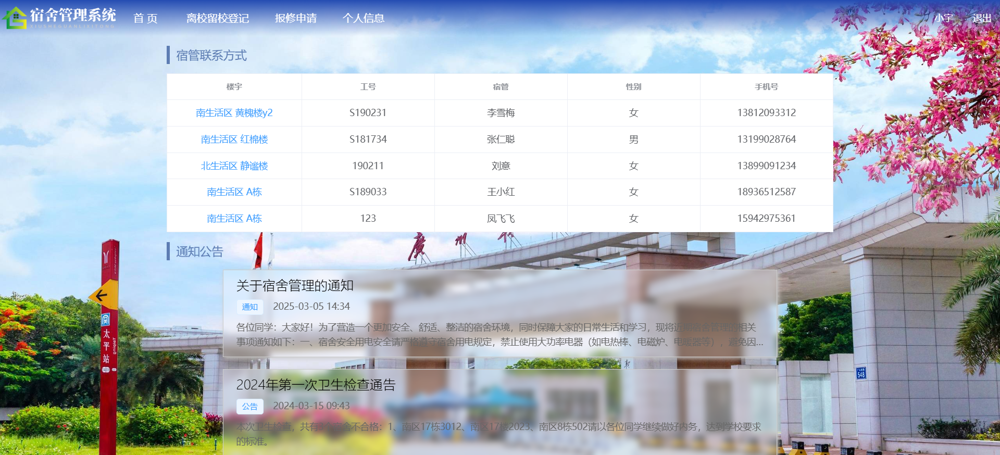 宿舍管理系统
XIUSHEGUANLIXITONG
首 页
离校留校登记
报修申请
个人信息
小宇
退出
宿管联系方式
楼宇 工号 宿管 性别 手机号
南生活区 黄槐楼y2 S190231 李雪梅 女 13812093312
南生活区 红棉楼 S181734 张仁聪 男 13199028764
北生活区 静谧楼 190211 刘意 女 13899091234
南生活区 A栋 S189033 王小红 女 18936512587
南生活区 A栋 123 凤飞飞 女 15942975361
廣州
通知公告
关于宿舍管理的通知
通知 2025-03-05 14:34
各位同学：大家好！为了营造一个更加安全、舒适、整洁的宿舍环境，同时保障大家的日常生活和学习，现将近期宿舍管理的相关
事项通知如下：一、宿舍安全用电安全请严格遵守宿舍用电规定，禁止使用大功率电器（如电热棒、电磁炉、电暖器等），避免因...
2024年第一次卫生检查通告
公告 2024-03-15 09:43
本次卫生检查，共有3个宿舍不合格：1、南区17栋3012、南区17楼2023、南区8栋502请以各位同学继续做好内务，达到学校要求
的标准。
太平站
Taiping
548